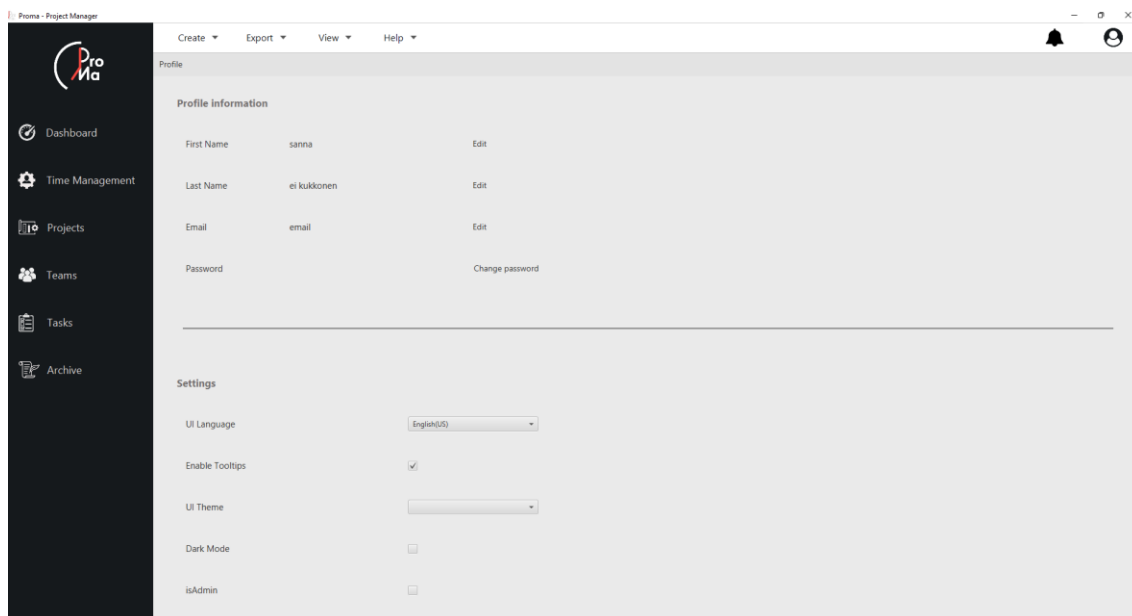 Proma - Project Manager
ProMa
Create Export View Help
Profile
Dashboard
Time Management
Projects
Teams
Tasks
Archive
Profile information
First Name sanna Edit
Last Name ei kukkonen Edit
Email email Edit
Password Change password
Settings
UI Language English(US)
Enable Tooltips
UI Theme
Dark Mode
isAdmin